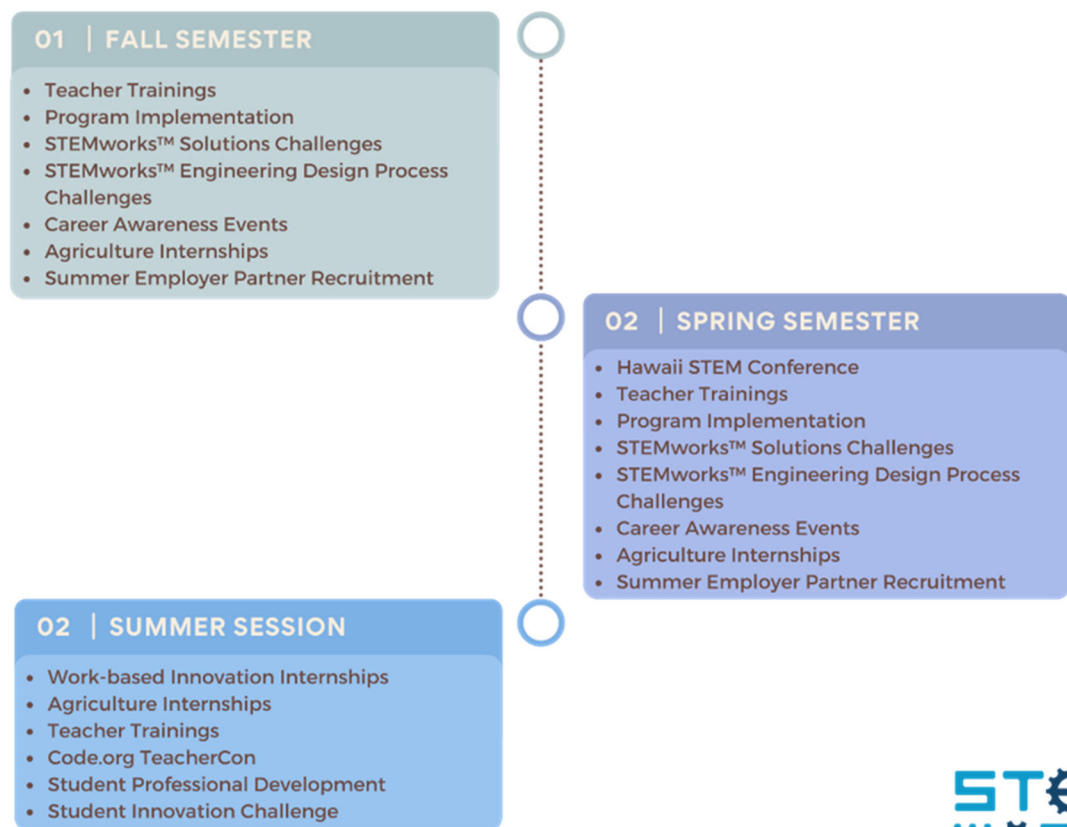 01 | FALL SEMESTER
• Teacher Trainings
• Program Implementation
• STEMworks™ Solutions Challenges
• STEMworks™ Engineering Design Process
Challenges
• Career Awareness Events
• Agriculture Internships
• Summer Employer Partner Recruitment
02 | SPRING SEMESTER
• Hawaii STEM Conference
• Teacher Trainings
• Program Implementation
• STEMworks™ Solutions Challenges
• STEMworks™ Engineering Design Process
Challenges
• Career Awareness Events
• Agriculture Internships
• Summer Employer Partner Recruitment
02 | SUMMER SESSION
• Work-based Innovation Internships
• Agriculture Internships
• Teacher Trainings
• Code.org TeacherCon
• Student Professional Development
• Student Innovation Challenge